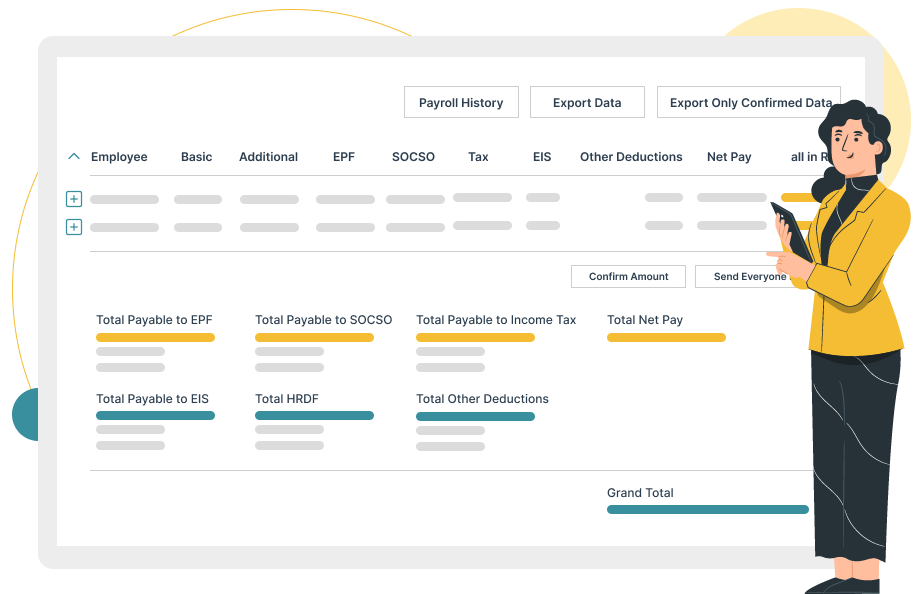 Payroll History Export Data Export Only Confirmed Data
Employee Basic Additional EPF SOCSO Tax EIS Other Deductions Net Pay all in
Confirm Amount Send Everyone
Total Payable to EPF Total Payable to SOCSO Total Payable to Income Tax Total Net Pay
Total Payable to EIS Total HRDF Total Other Deductions
Grand Total